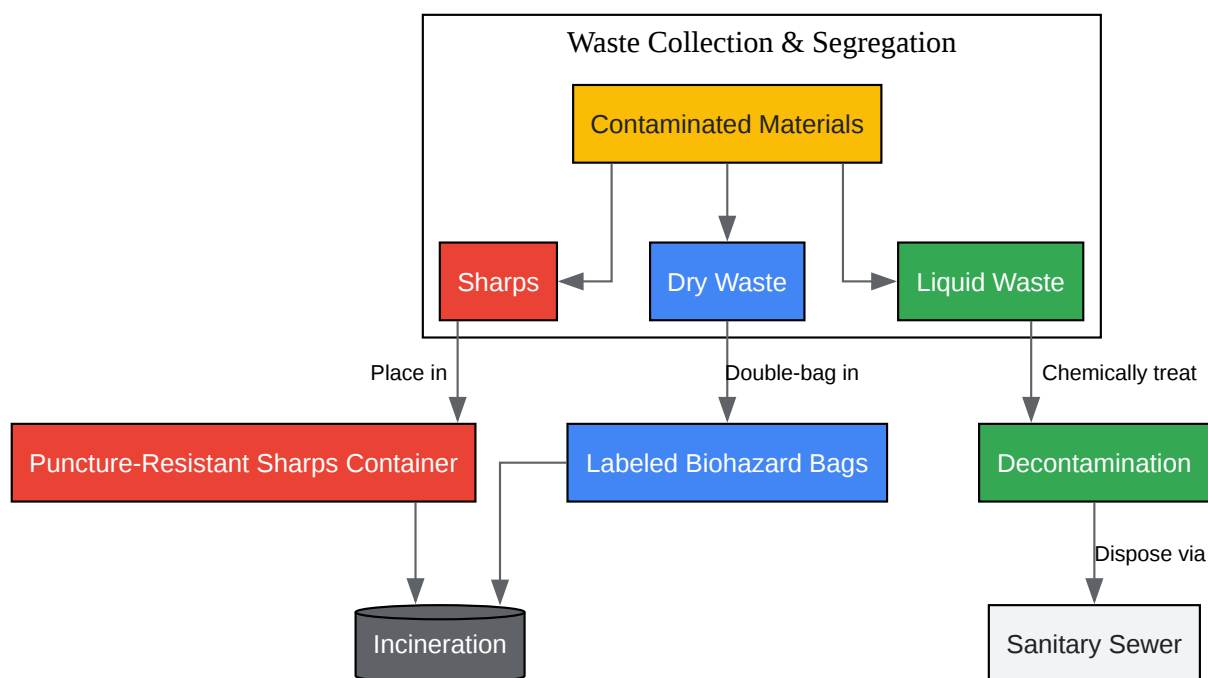 Waste Collection & Segregation
Contaminated Materials
Sharps
Dry Waste
Liquid Waste
Place in
Double-bag in
Chemically treat
Puncture-Resistant Sharps Container
Labeled Biohazard Bags
Decontamination
Dispose via
Incineration
Sanitary Sewer